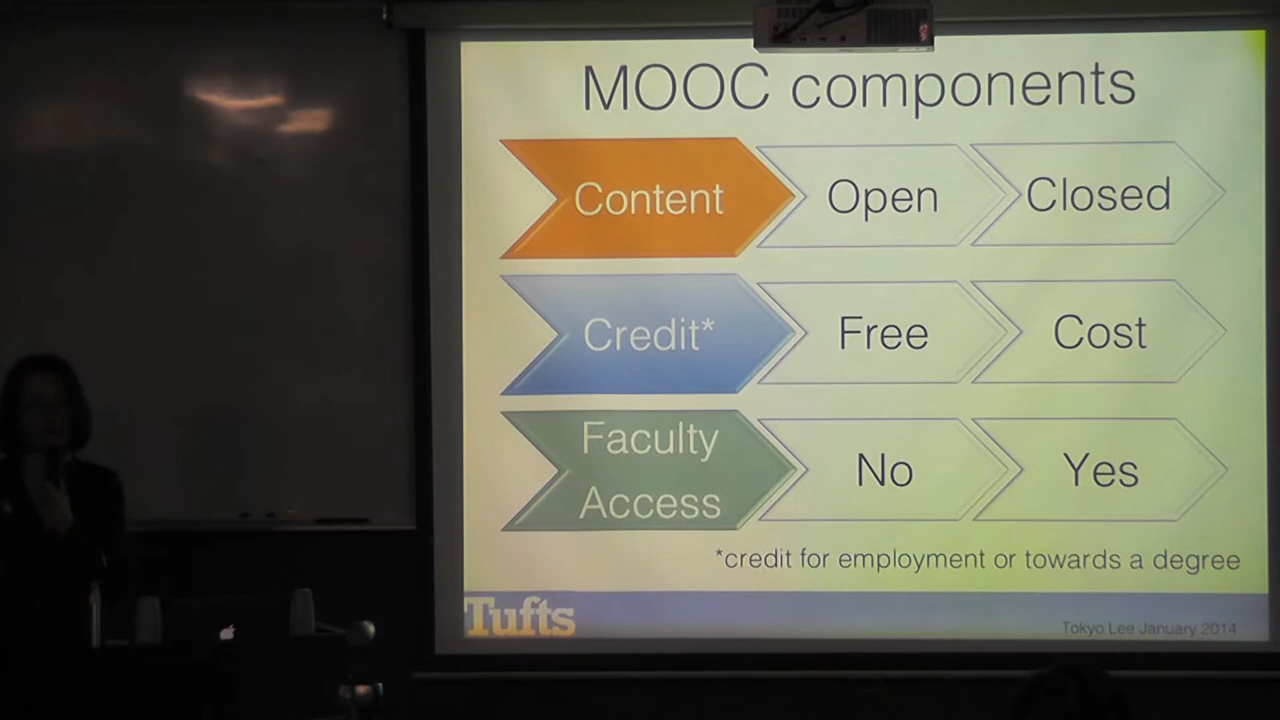 MOOC components
Content Open Closed
Credit* Free Cost
Faculty Access No Yes
*credit for employment or towards a degree
Tufts
Tokyo Lee January 2014